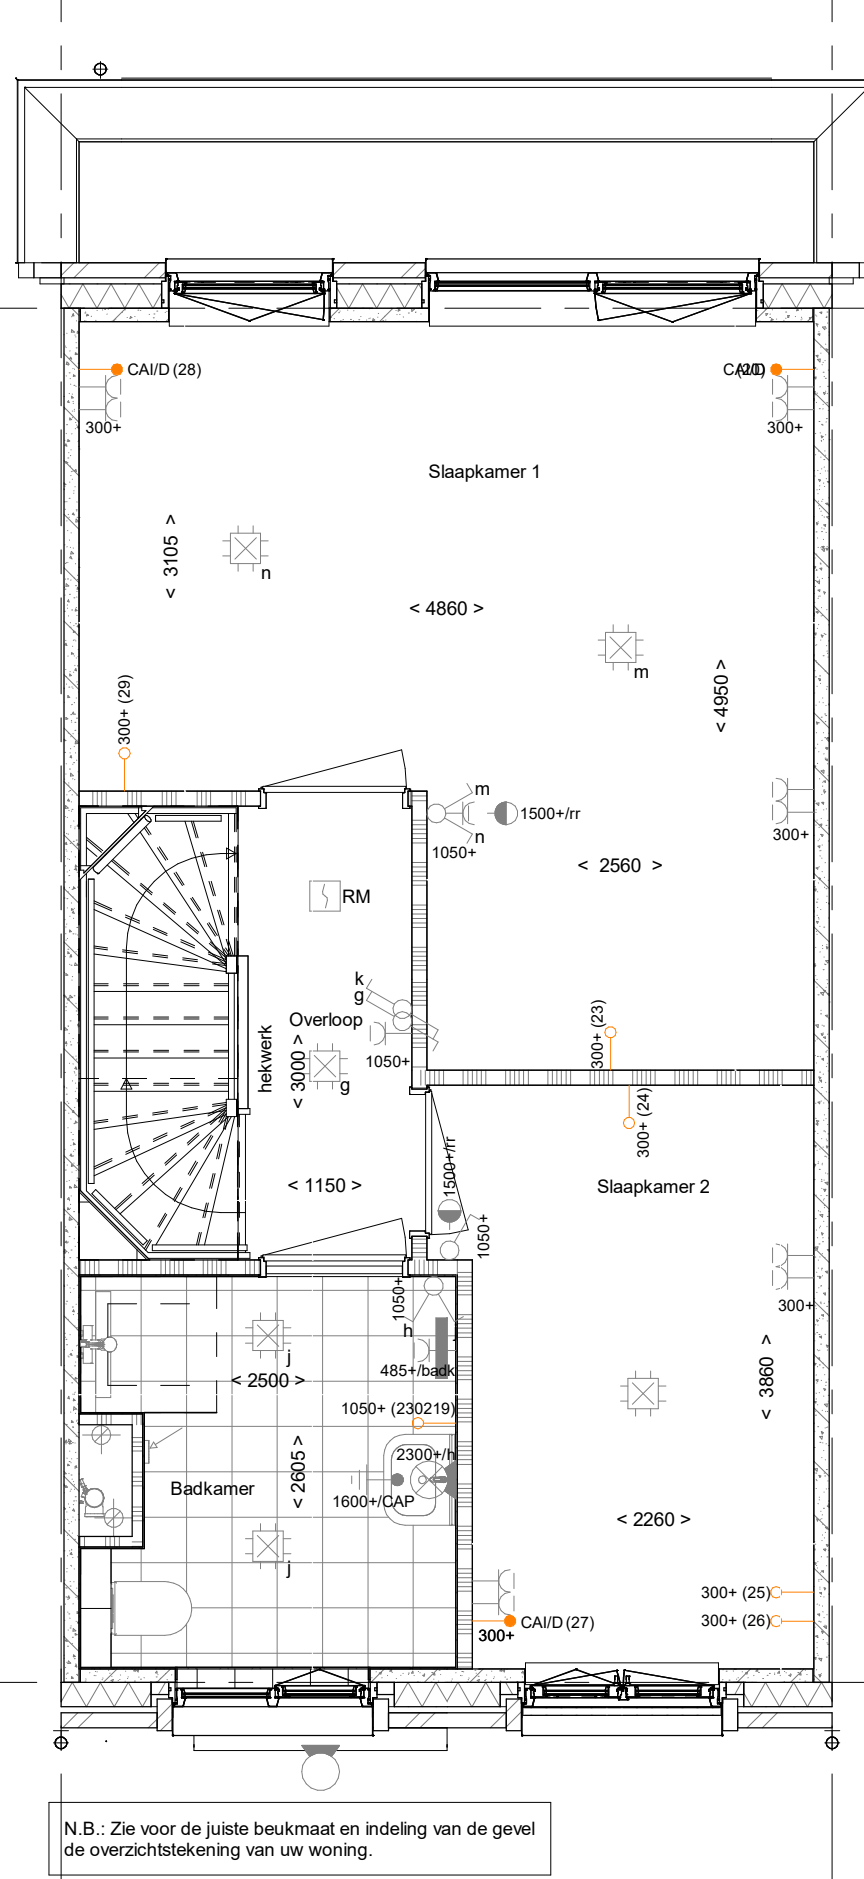 CAI/D (28)
300+
300+
Slaapkamer 1
< 3105 >
n
< 4860 >
m
< 4950 >
300+ (29)
m
1500+/rr
n
1050+
300+
< 2560 >
RM
k
g
Overloop
1050+
hekwerk
< 3000 >
g
300+ (23)
300+ (24)
1500+/rr
< 1150 >
Slaapkamer 2
1050+
1050+
300+
h
j
485+/badk
< 2500 >
< 3860 >
1050+ (230219)
2300+/h
< 2605 >
Badkamer
1600+/CAP
< 2260 >
j
300+ (25)
300+ (26)
CAI/D (27)
300+
N.B.: Zie voor de juiste beukmaat en indeling van de gevel
de overzichtstekening van uw woning.